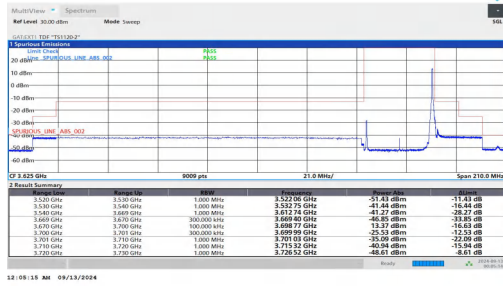 MultiView Spectrum
Ref Level 30.00 dBm Mode Sweep
SGL
GAT:EXT1 TDF "TS1120-2"
1 Spurious Emissions
Limit Check PASS
Line _SPURIOUS_LINE_ABS_002 PASS
20 dBm
10 dBm
0 dBm
-10 dBm
-20 dBm
-30 dBm
_SPURIOUS_LINE_ABS_002
-50 dBm
-60 dBm
CF 3.625 GHz 9009 pts 21.0 MHz/ Span 210.0 MHz
2 Result Summary
Range Low Range Up RBW Frequency Power Abs ΔLimit
3.520 GHz 3.530 GHz 1.000 MHz 3.522 06 GHz -51.43 dBm -11.43 dB
3.530 GHz 3.540 GHz 1.000 MHz 3.532 75 GHz -41.44 dBm -16.44 dB
3.540 GHz 3.669 GHz 1.000 MHz 3.612 74 GHz -41.27 dBm -28.27 dB
3.669 GHz 3.670 GHz 300.000 kHz 3.669 40 GHz -46.85 dBm -33.85 dB
3.670 GHz 3.700 GHz 100.000 kHz 3.698 77 GHz 13.37 dBm -16.63 dB
3.700 GHz 3.701 GHz 300.000 kHz 3.699 99 GHz -25.53 dBm -12.53 dB
3.701 GHz 3.710 GHz 1.000 MHz 3.701 03 GHz -35.09 dBm -22.09 dB
3.710 GHz 3.720 GHz 1.000 MHz 3.715 32 GHz -40.94 dBm -15.94 dB
3.720 GHz 3.730 GHz 1.000 MHz 3.726 52 GHz -48.61 dBm -8.61 dB
Ready
12:05:15 AM 09/13/2024